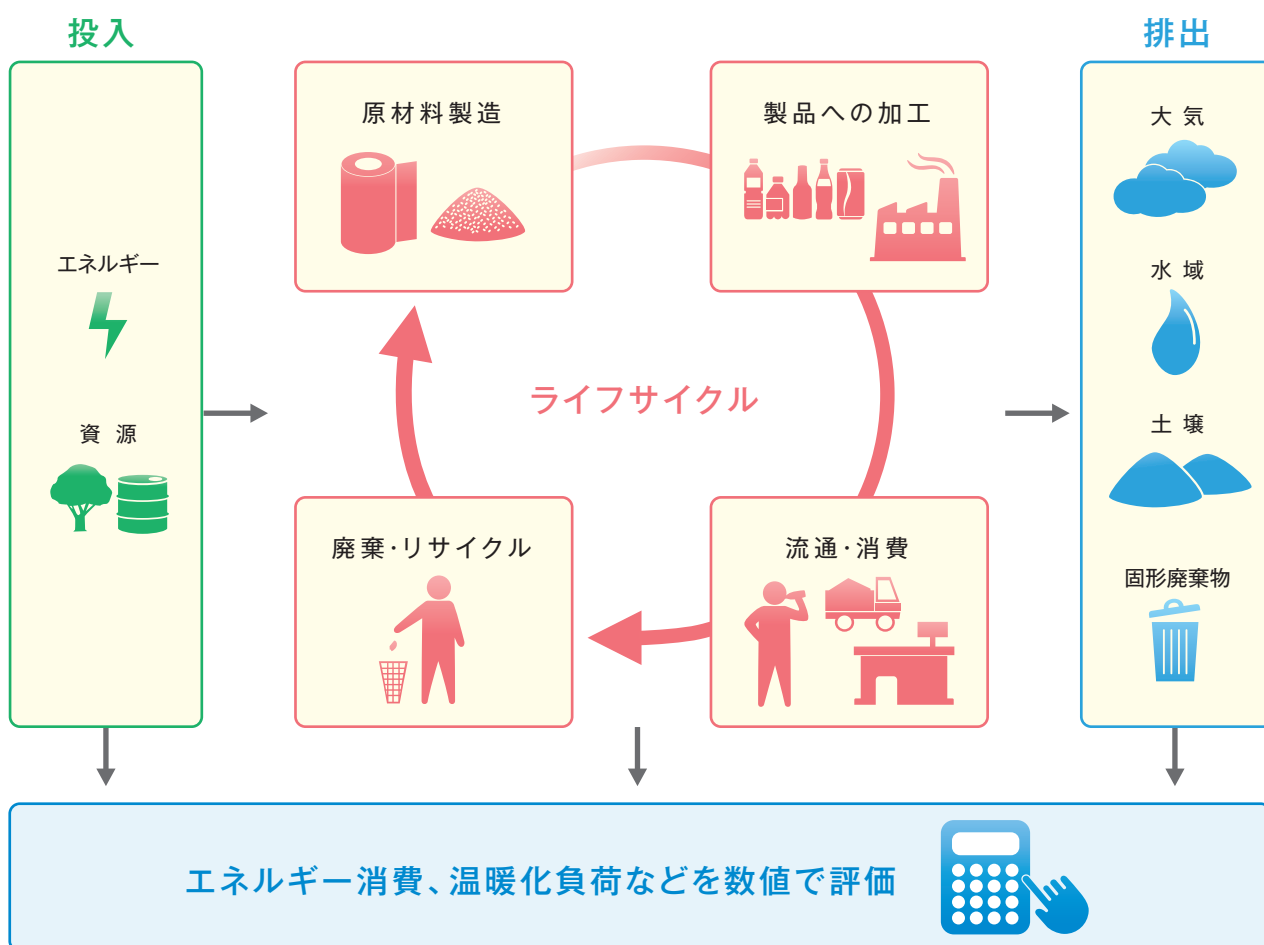 投入
エネルギー
資源
原材料製造
製品への加工
ライフサイクル
廃棄・リサイクル
流通・消費
排出
大気
水域
土壌
固形廃棄物
エネルギー消費、温暖化負荷などを数値で評価